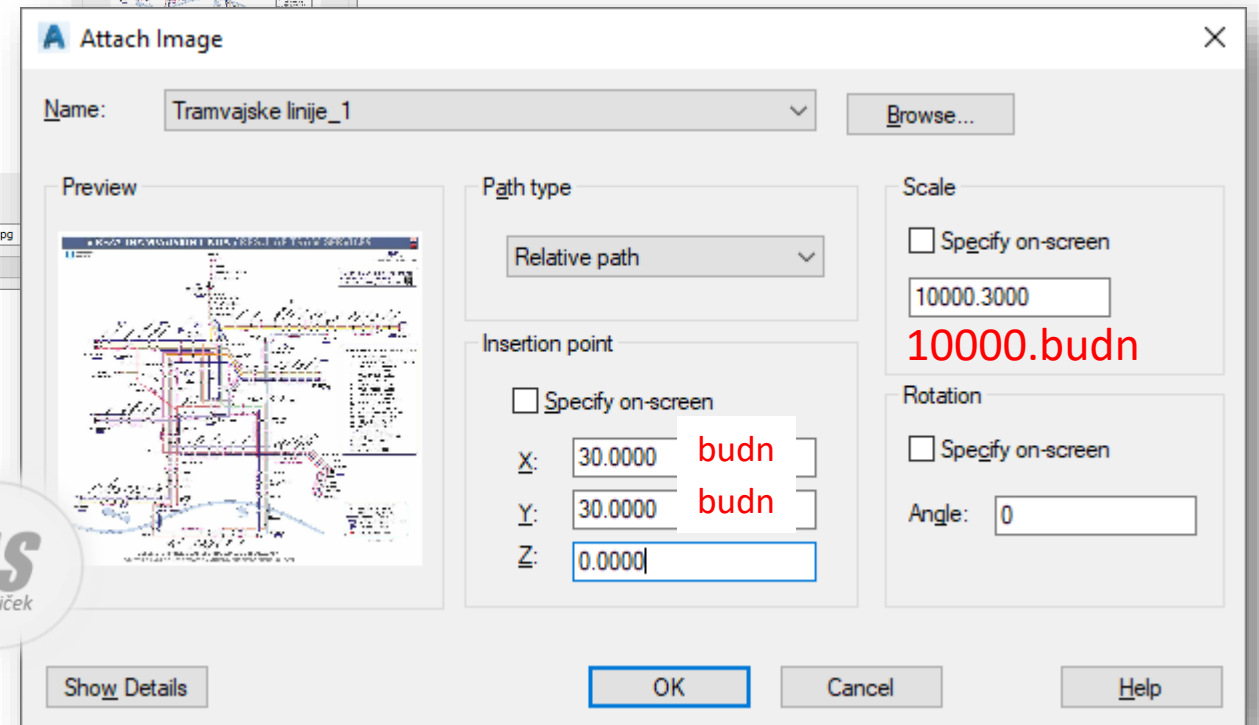 Attach Image
Name:
Tramvajske linije_1
Browse...
pg
Preview
Path type
Relative path
Scale
Specify on-screen
10000.3000
10000.budn
Insertion point
Specify on-screen
X:
30.0000
budn
Y:
30.0000
budn
Z:
0.0000
Rotation
Specify on-screen
Angle:
0
S
iček
Show Details
OK
Cancel
Help